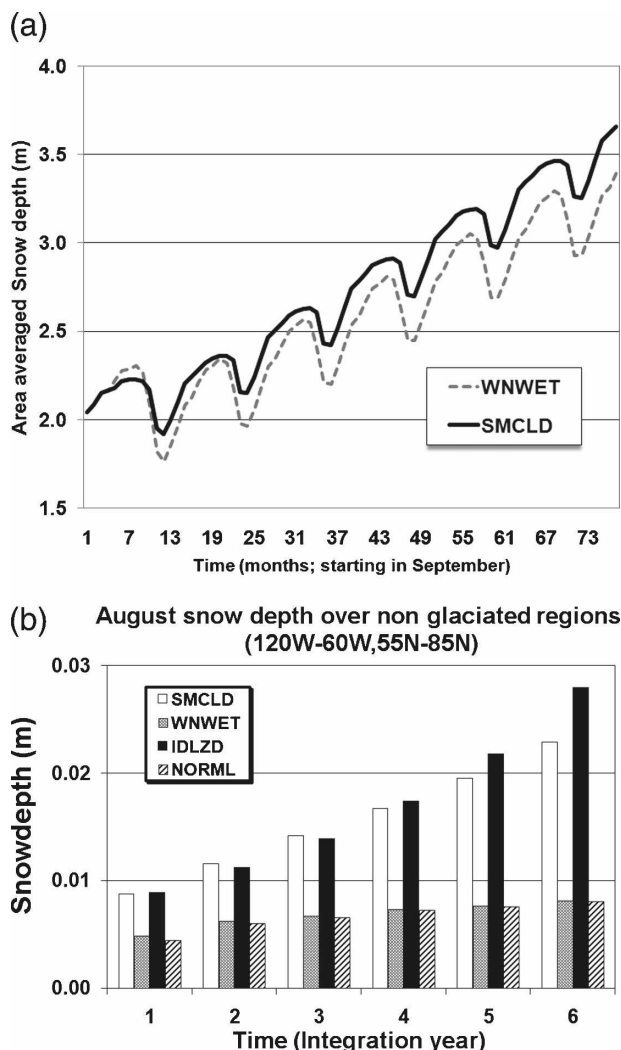 (a)
Area averaged Snow depth (m)
4.0
3.5
3.0
2.5
2.0
1.5
WNWET
SMCLD
1 7 13 19 25 31 37 43 49 55 61 67 73
Time (months; starting in September)
(b)
August snow depth over non glaciated regions
(120W-60W,55N-85N)
Snowdepth (m)
0.03
0.02
0.01
0.00
SMCLD
WNWET
IDLZD
NORML
1 2 3 4 5 6
Time (Integration year)